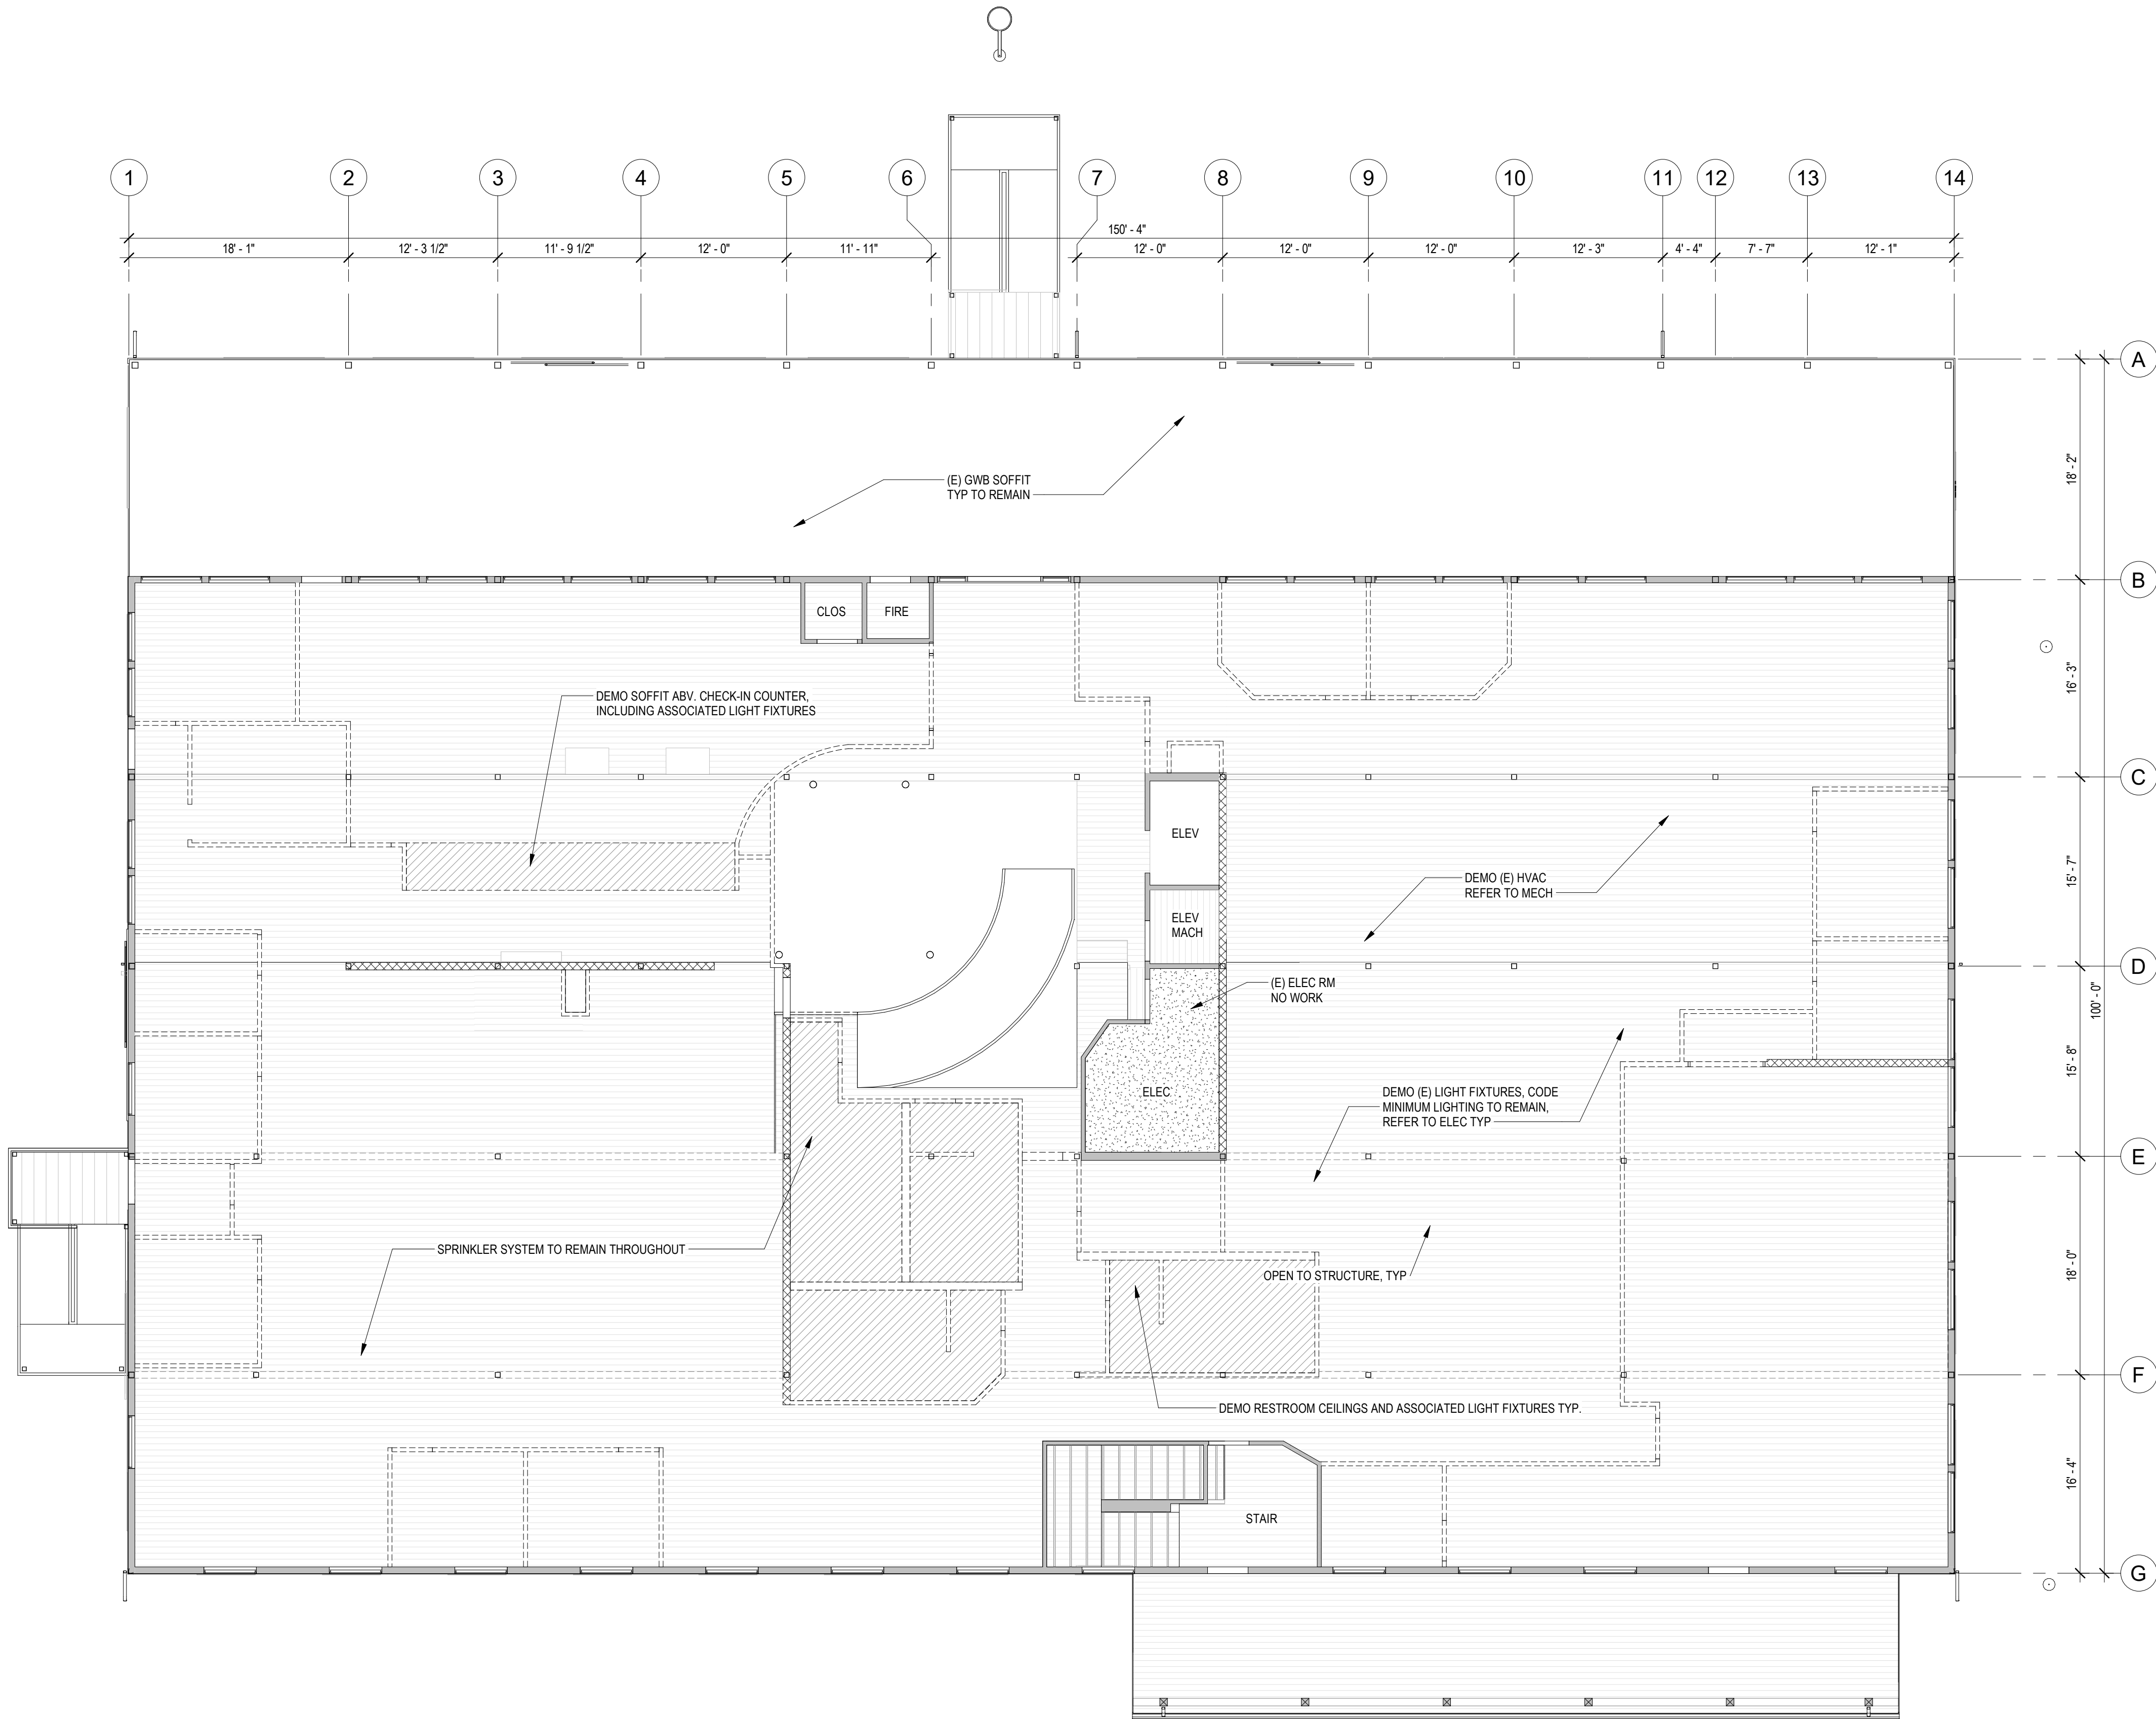 1 2 3 4 5 6 7 8 9 10 11 12 13 14
150' - 4"
18' - 1" 12' - 3 1/2" 11' - 9 1/2" 12' - 0" 11' - 11" 12' - 0" 12' - 0" 12' - 0" 12' - 3" 4' - 4" 7' - 7" 12' - 1"
A
18' - 2"
(E) GWB SOFFIT
TYP TO REMAIN
B
CLOS
FIRE
16' - 3"
DEMO SOFFIT ABV. CHECK-IN COUNTER,
INCLUDING ASSOCIATED LIGHT FIXTURES
C
ELEV
15' - 7"
DEMO (E) HVAC
REFER TO MECH
ELEV
MACH
D
(E) ELEC RM
NO WORK
100' - 0"
15' - 8"
ELEC
DEMO (E) LIGHT FIXTURES, CODE
MINIMUM LIGHTING TO REMAIN,
REFER TO ELEC TYP
E
SPRINKLER SYSTEM TO REMAIN THROUGHOUT
18' - 0"
OPEN TO STRUCTURE, TYP
F
DEMO RESTROOM CEILINGS AND ASSOCIATED LIGHT FIXTURES TYP.
16' - 4"
STAIR
G